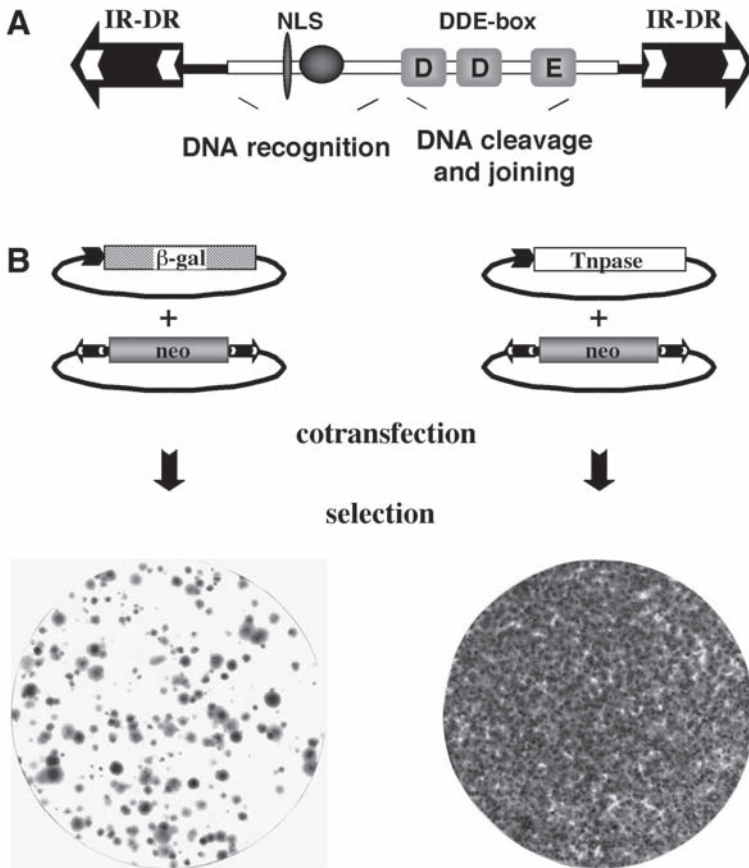 A
IR-DR NLS DDE-box IR-DR
D D E
DNA recognition
DNA cleavage
and joining
B
β-gal
+
neo
Tnpase
+
neo
cotransfection
selection